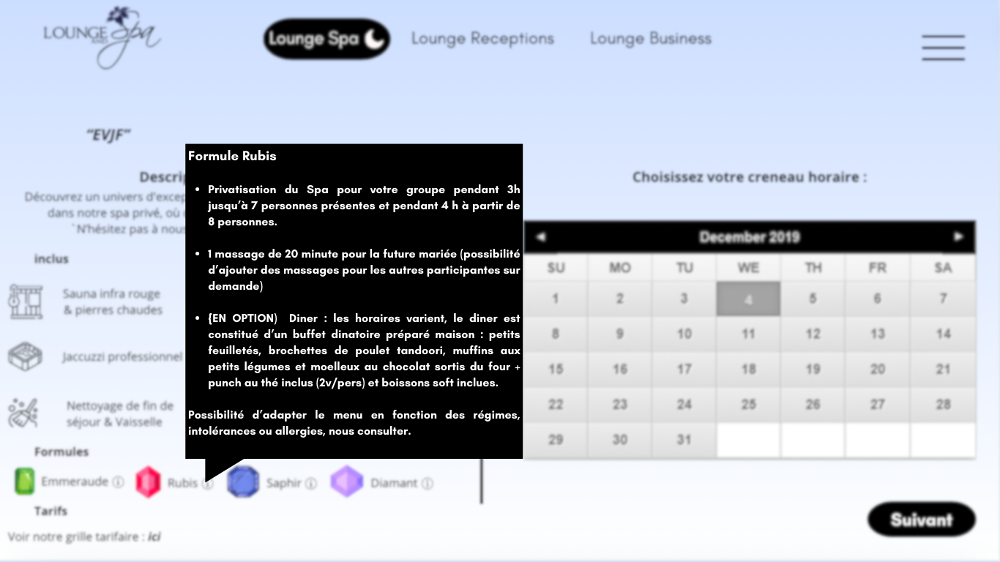 LOUNGE AND Spa
Lounge Spa
Lounge Receptions
Lounge Business
“EVJF”
Choisissez votre creneau horaire :
Découvrez un univers
dans notre spa privé, où
`N'hésitez pas à
inclus
Sauna infra rouge
& pierres chaudes
Jaccuzzi professionnel
Nettoyage de fin de
séjour & Vaisselle
Formules
Emmeraude
Rubis
Saphir
Diamant
Tarifs
Voir notre grille tarifaire : ici
Formule Rubis
• Privatisation du Spa pour votre groupe pendant 3h
jusqu’à 7 personnes présentes et pendant 4 h à partir de
8 personnes.
• 1 massage de 20 minute pour la future mariée (possibilité
d’ajouter des massages pour les autres participantes sur
demande)
• {EN OPTION) Diner : les horaires varient, le diner est
constitué d’un buffet dinatoire préparé maison : petits
feuilletés, brochettes de poulet tandoori, muffins aux
petits légumes et moelleux au chocolat sortis du four +
punch au thé inclus (2v/pers) et boissons soft inclues.
Possibilité d’adapter le menu en fonction des régimes,
intolérances ou allergies, nous consulter.
December 2019
SU MO TU WE TH FR SA
1 2 3 4 5 6 7
8 9 10 11 12 13 14
15 16 17 18 19 20 21
22 23 24 25 26 27 28
29 30 31
Suivant